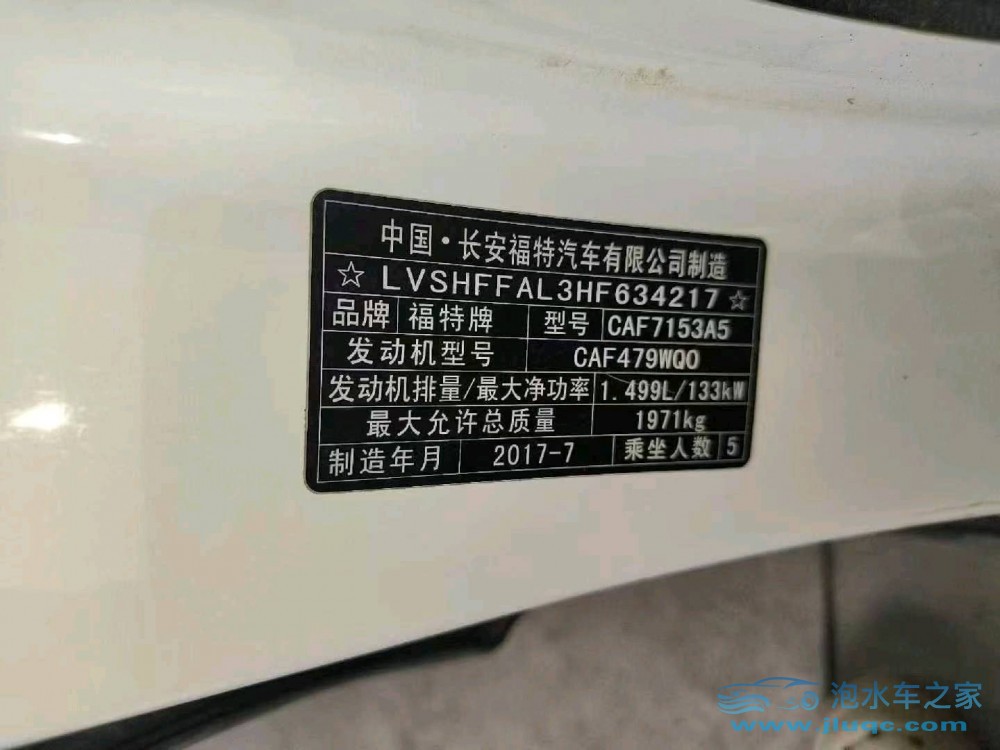 中国·长安福特汽车有限公司制造
☆ LVSHFFAL3HF634217 ☆
品牌 福特牌 型号 CAF7153A5
发动机型号 CAF479WQ0
发动机排量/最大净功率 1.499L/133kW
最大允许总质量 1971kg
制造年月 2017-7 乘坐人数 5
泡水车之家
www.jluqc.com